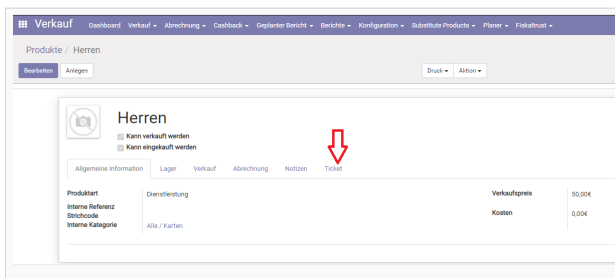 Verkauf Dashboard Verkauf Abrechnung Cashback Geplanter Bericht Berichte Konfiguration Substitute Products Planer Fiskaltrust
Produkte / Herren
Bearbeiten Anlegen Druck Aktion
Herren
Kann verkauft werden
Kann eingekauft werden
Allgemeine Information Lager Verkauf Abrechnung Notizen Ticket
Produktart Dienstleistung Verkaufspreis 50,00€
Interne Referenz
Strichcode Kosten 0,00€
Interne Kategorie Alle / Karten